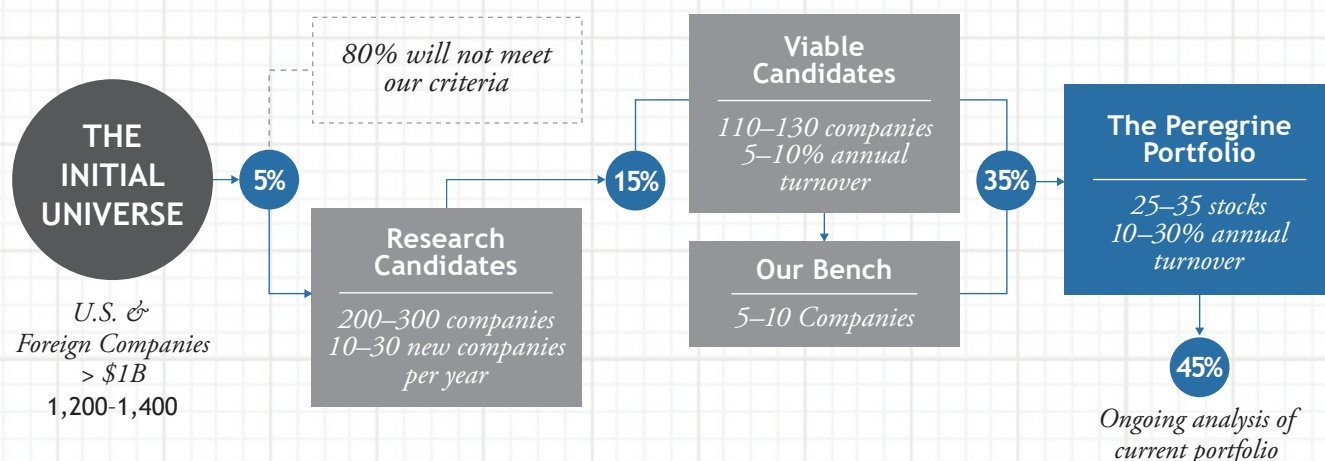 THE
INITIAL
UNIVERSE
U.S. &
Foreign Companies
> $1B
1,200-1,400
5%
80% will not meet
our criteria
Research
Candidates
200–300 companies
10–30 new companies
per year
15%
Viable
Candidates
110–130 companies
5–10% annual
turnover
Our Bench
5–10 Companies
35%
The Peregrine
Portfolio
25–35 stocks
10–30% annual
turnover
45%
Ongoing analysis of
current portfolio